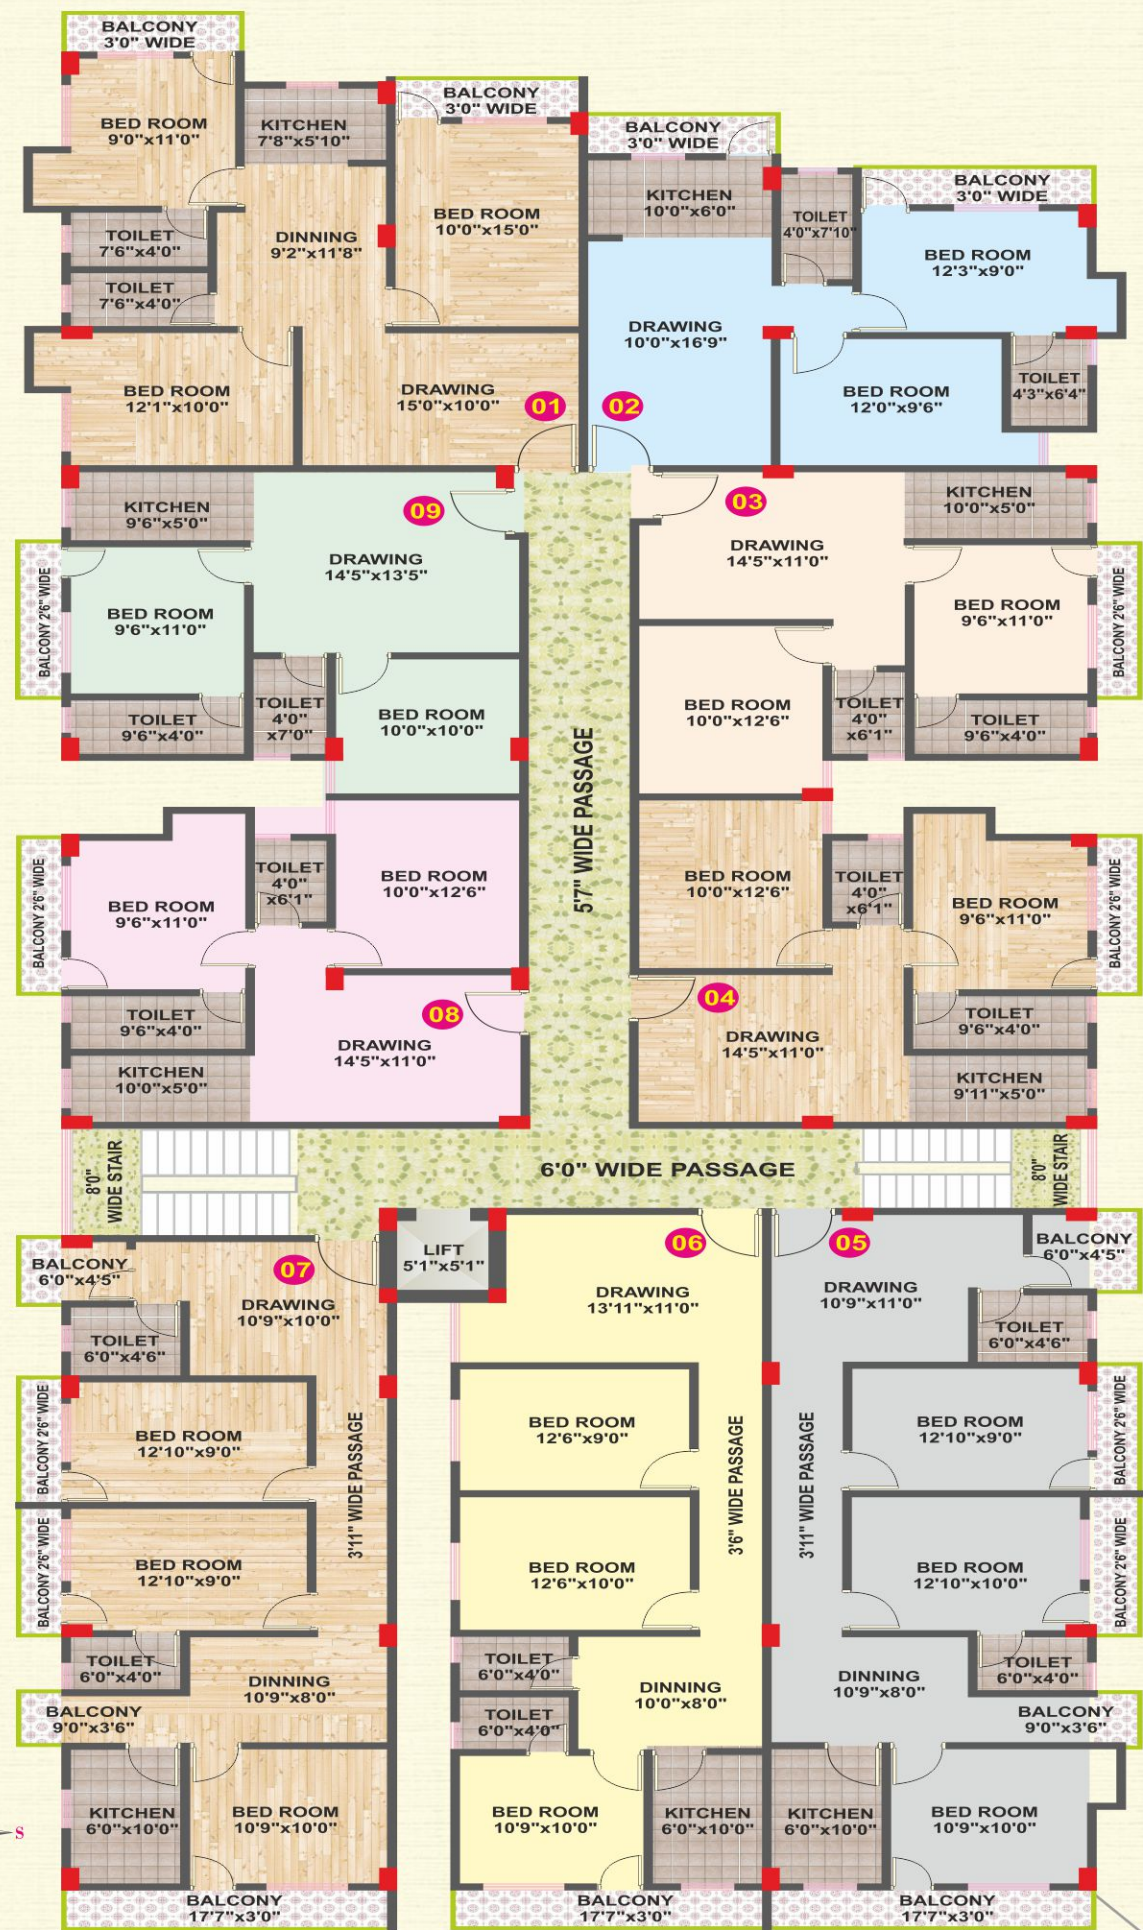 BALCONY
3'0" WIDE
BED ROOM
9'0"x11'0"
KITCHEN
7'8"x5'10"
BALCONY
3'0" WIDE
BED ROOM
10'0"x15'0"
DINNING
9'2"x11'8"
TOILET
7'6"x4'0"
TOILET
7'6"x4'0"
BED ROOM
12'1"x10'0"
DRAWING
15'0"x10'0"
01
BALCONY
3'0" WIDE
KITCHEN
10'0"x6'0"
TOILET
4'0"x7'10"
BALCONY
3'0" WIDE
BED ROOM
12'3"x9'0"
DRAWING
10'0"x16'9"
BED ROOM
12'0"x9'6"
TOILET
4'3"x6'4"
02
KITCHEN
9'6"x5'0"
09
DRAWING
14'5"x13'5"
BALCONY 2'6" WIDE
BED ROOM
9'6"x11'0"
TOILET
9'6"x4'0"
TOILET
4'0"
x7'0"
BED ROOM
10'0"x10'0"
03
KITCHEN
10'0"x5'0"
DRAWING
14'5"x11'0"
BED ROOM
9'6"x11'0"
BALCONY 2'6" WIDE
BED ROOM
10'0"x12'6"
TOILET
4'0"
x6'1"
TOILET
9'6"x4'0"
5'7" WIDE PASSAGE
BALCONY 2'6" WIDE
BED ROOM
9'6"x11'0"
TOILET
4'0"
x6'1"
BED ROOM
10'0"x12'6"
TOILET
9'6"x4'0"
08
DRAWING
14'5"x11'0"
KITCHEN
10'0"x5'0"
BED ROOM
10'0"x12'6"
TOILET
4'0"
x6'1"
BED ROOM
9'6"x11'0"
BALCONY 2'6" WIDE
04
DRAWING
14'5"x11'0"
TOILET
9'6"x4'0"
KITCHEN
9'11"x5'0"
8'0"
WIDE STAIR
6'0" WIDE PASSAGE
8'0"
WIDE STAIR
BALCONY
6'0"x4'5"
07
DRAWING
10'9"x10'0"
TOILET
6'0"x4'6"
LIFT
5'1"x5'1"
BALCONY 2'6" WIDE
BED ROOM
12'10"x9'0"
3'11" WIDE PASSAGE
BALCONY 2'6" WIDE
BED ROOM
12'10"x9'0"
TOILET
6'0"x4'0"
DINNING
10'9"x8'0"
BALCONY
9'0"x3'6"
KITCHEN
6'0"x10'0"
BED ROOM
10'9"x10'0"
BALCONY
17'7"x3'0"
06
DRAWING
13'11"x11'0"
BED ROOM
12'6"x9'0"
3'6" WIDE PASSAGE
BED ROOM
12'6"x10'0"
TOILET
6'0"x4'0"
DINNING
10'0"x8'0"
TOILET
6'0"x4'0"
BED ROOM
10'9"x10'0"
KITCHEN
6'0"x10'0"
BALCONY
17'7"x3'0"
05
BALCONY
6'0"x4'5"
DRAWING
10'9"x11'0"
TOILET
6'0"x4'6"
3'11" WIDE PASSAGE
BED ROOM
12'10"x9'0"
BALCONY 2'6" WIDE
BED ROOM
12'10"x10'0"
BALCONY 2'6" WIDE
DINNING
10'9"x8'0"
TOILET
6'0"x4'0"
BALCONY
9'0"x3'6"
KITCHEN
6'0"x10'0"
BED ROOM
10'9"x10'0"
BALCONY
17'7"x3'0"
S